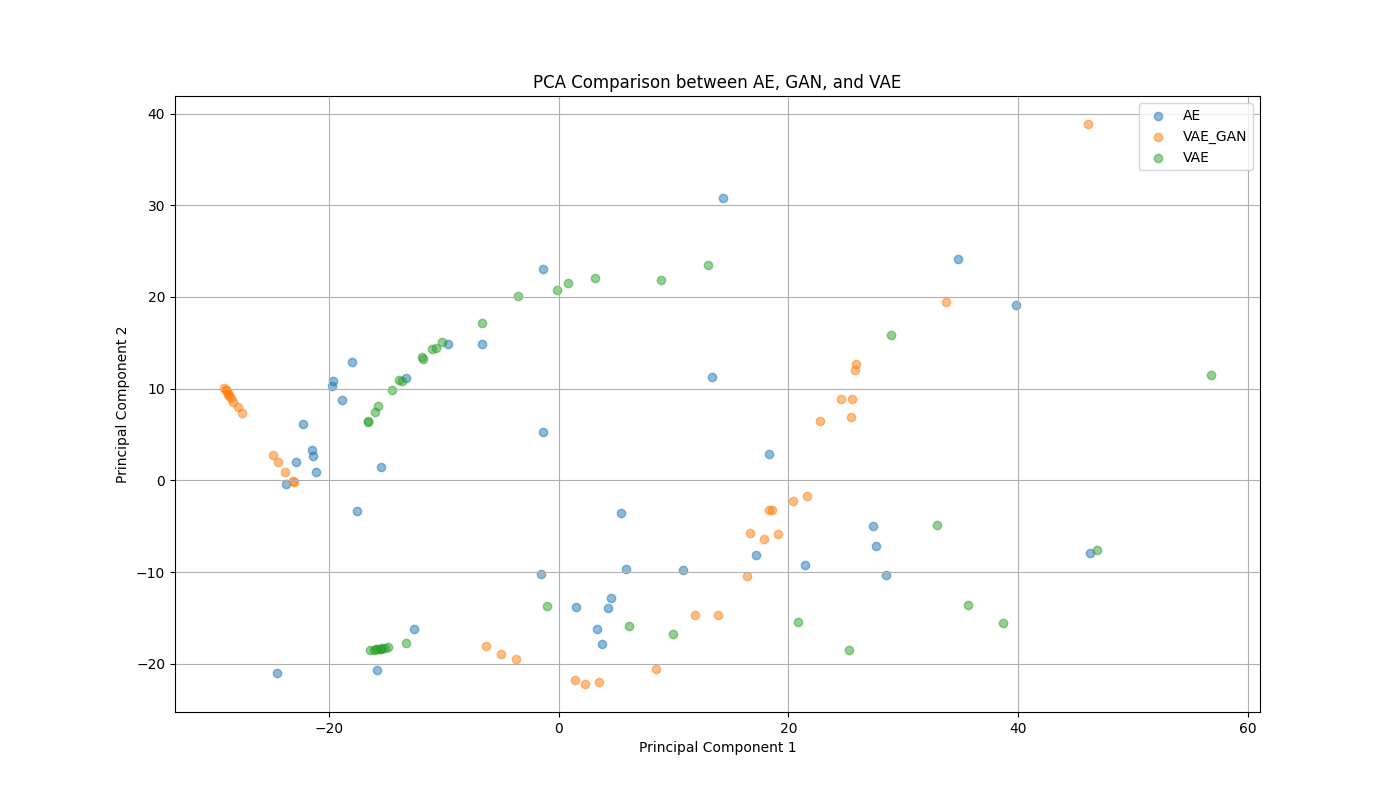 PCA Comparison between AE, GAN, and VAE
AE
VAE_GAN
VAE
40
30
20
10
0
−10
−20
Principal Component 2
−20
0
20
40
60
Principal Component 1